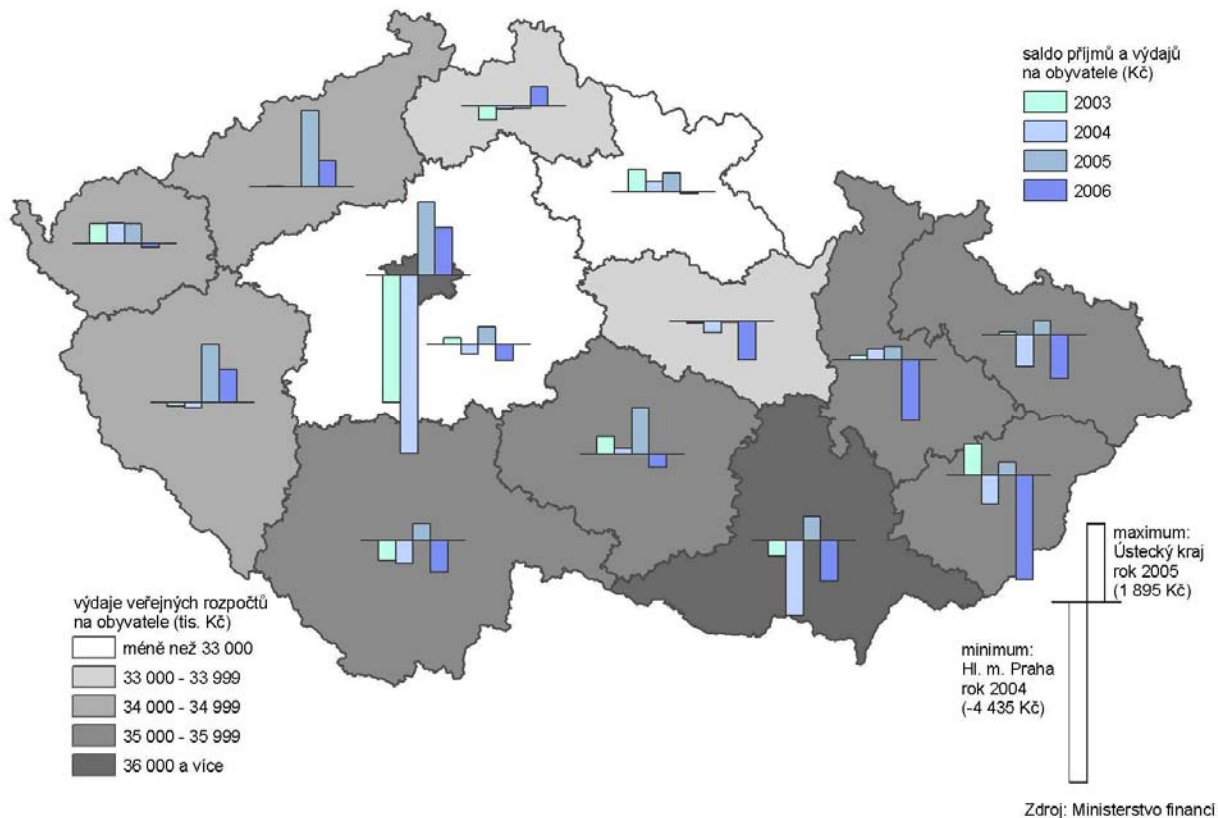 saldo příjmů a výdajů
na obyvatele (Kč)
2003
2004
2005
2006
maximum:
Ústecký kraj
rok 2005
(1 895 Kč)
minimum:
Hl. m. Praha
rok 2004
(-4 435 Kč)
výdaje veřejných rozpočtů
na obyvatele (tis. Kč)
méně než 33 000
33 000 - 33 999
34 000 - 34 999
35 000 - 35 999
36 000 a více
Zdroj: Ministerstvo financí